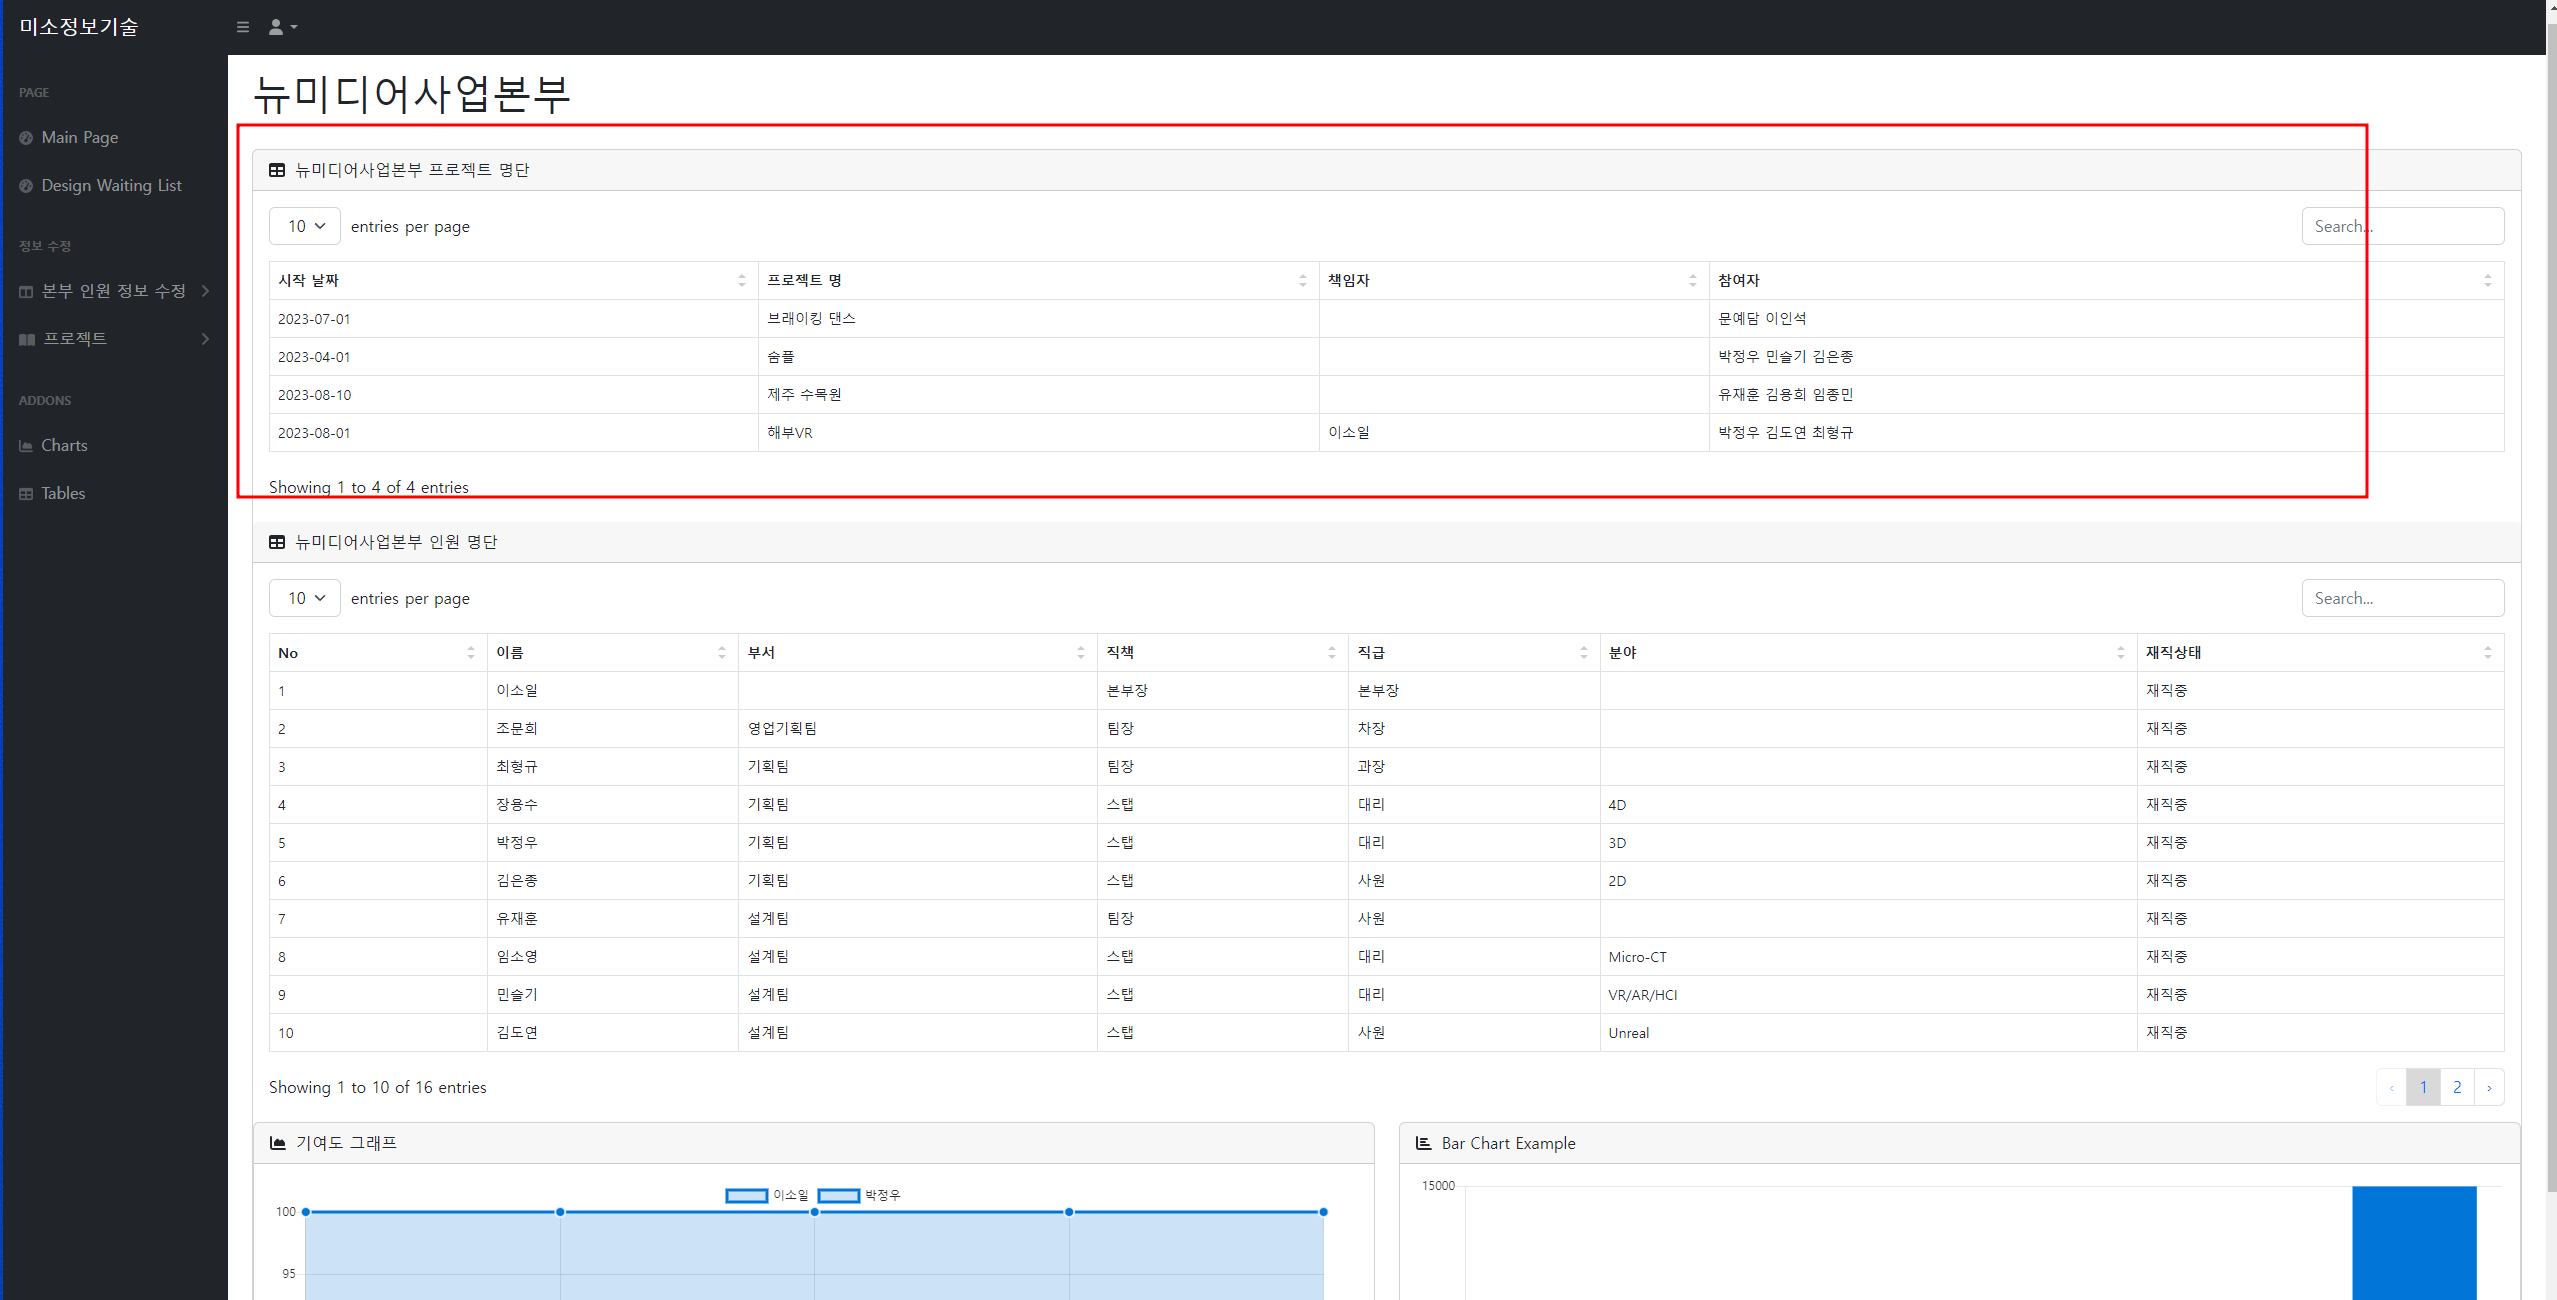 미소정보기술
PAGE
Main Page
Design Waiting List
정보 수정
본부 인원 정보 수정
프로젝트
ADDONS
Charts
Tables
뉴미디어사업본부
뉴미디어사업본부 프로젝트 명단
10 entries per page
Search...
시작 날짜 프로젝트 명 책임자 참여자
2023-07-01 브래이킹 댄스 문예담 이인석
2023-04-01 숨플 박정우 민슬기 김은종
2023-08-10 제주 수목원 유재훈 김용희 임종민
2023-08-01 해부VR 이소일 박정우 김도연 최형규
Showing 1 to 4 of 4 entries
뉴미디어사업본부 인원 명단
10 entries per page
Search...
No 이름 부서 직책 직급 분야 재직상태
1 이소일 본부장 본부장 재직중
2 조문희 영업기획팀 팀장 차장 재직중
3 최형규 기획팀 팀장 과장 재직중
4 장용수 기획팀 스탭 대리 4D 재직중
5 박정우 기획팀 스탭 대리 3D 재직중
6 김은종 기획팀 스탭 사원 2D 재직중
7 유재훈 설계팀 팀장 사원 재직중
8 임소영 설계팀 스탭 대리 Micro-CT 재직중
9 민슬기 설계팀 스탭 대리 VR/AR/HCI 재직중
10 김도연 설계팀 스탭 사원 Unreal 재직중
Showing 1 to 10 of 16 entries
‹ 1 2 ›
기여도 그래프
이소일 박정우
100
95
Bar Chart Example
15000